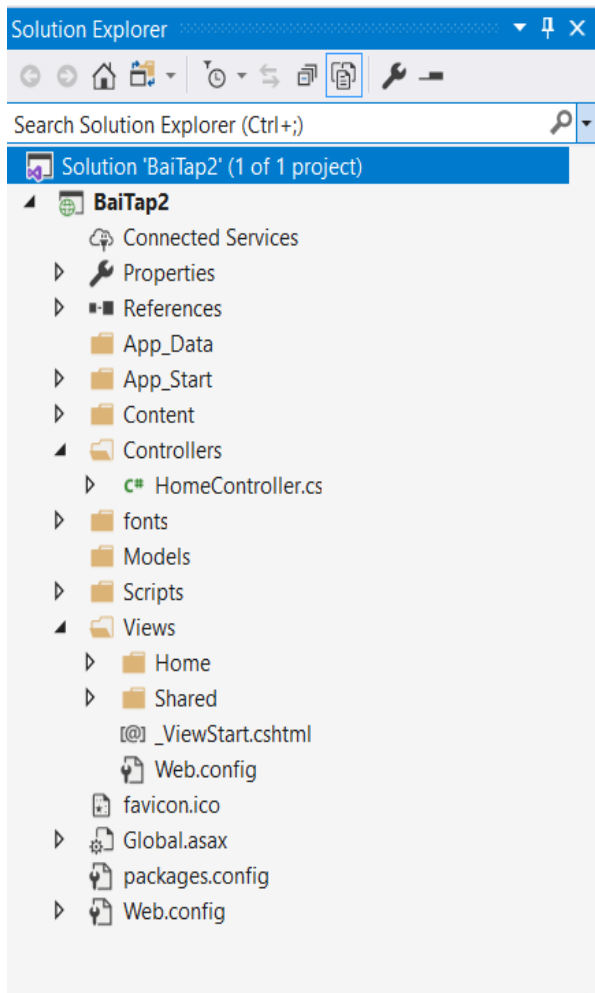 Solution Explorer
Search Solution Explorer (Ctrl+;)
Solution 'BaiTap2' (1 of 1 project)
BaiTap2
Connected Services
Properties
References
App_Data
App_Start
Content
Controllers
C# HomeController.cs
fonts
Models
Scripts
Views
Home
Shared
[@] _ViewStart.cshtml
Web.config
favicon.ico
Global.asax
packages.config
Web.config